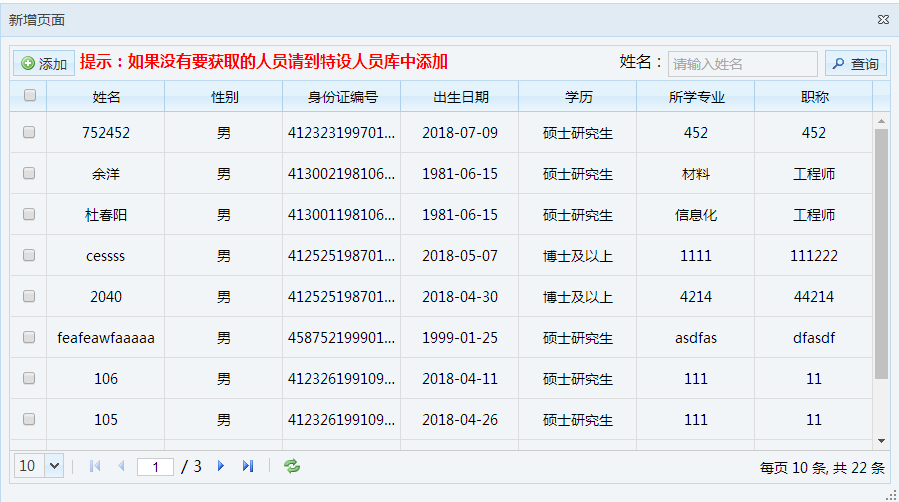 新增页面
添加 提示：如果没有要获取的人员请到特设人员库中添加 姓名： 请输入姓名 查询
姓名 性别 身份证编号 出生日期 学历 所学专业 职称
752452 男 412323199701... 2018-07-09 硕士研究生 452 452
余洋 男 413002198106... 1981-06-15 硕士研究生 材料 工程师
杜春阳 男 413001198106... 1981-06-15 硕士研究生 信息化 工程师
cessss 男 412525198701... 2018-05-07 博士及以上 1111 111222
2040 男 412525198701... 2018-04-30 博士及以上 4214 44214
feafeawfaaaaa 男 458752199901... 1999-01-25 硕士研究生 asdfas dfasdf
106 男 412326199109... 2018-04-11 硕士研究生 111 11
105 男 412326199109... 2018-04-26 硕士研究生 111 11
10 1 / 3 每页 10 条, 共 22 条